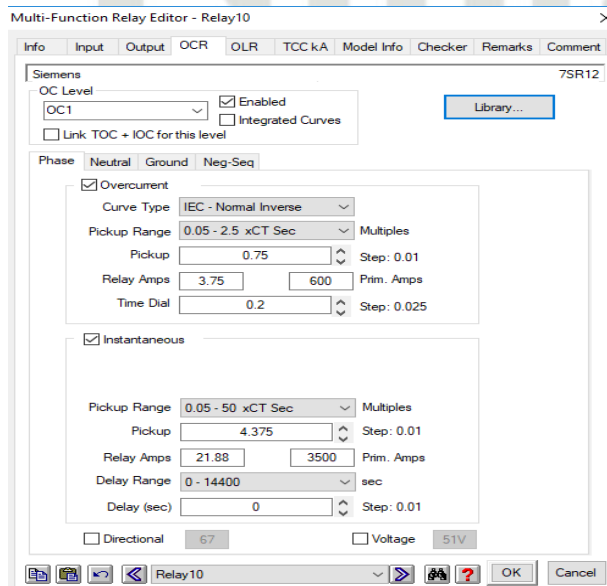 Multi-Function Relay Editor - Relay10
Info Input Output OCR OLR TCC kA Model Info Checker Remarks Comment
Siemens 7SR12
OC Level
OC1 Enabled Library...
Integrated Curves
Link TOC + IOC for this level
Phase Neutral Ground Neg-Seq
Overcurrent
Curve Type IEC - Normal Inverse
Pickup Range 0.05 - 2.5 xCT Sec Multiples
Pickup 0.75 Step: 0.01
Relay Amps 3.75 600 Prim. Amps
Time Dial 0.2 Step: 0.025
Instantaneous
Pickup Range 0.05 - 50 xCT Sec Multiples
Pickup 4.375 Step: 0.01
Relay Amps 21.88 3500 Prim. Amps
Delay Range 0 - 14400 sec
Delay (sec) 0 Step: 0.01
Directional 67 Voltage 51V
Relay10 ? OK Cancel